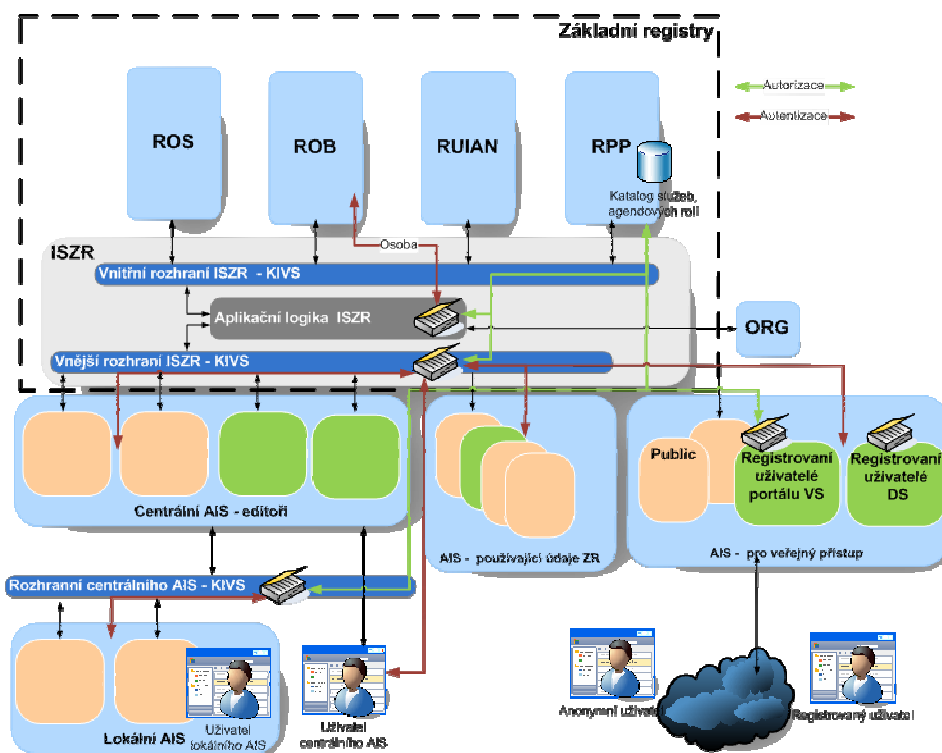 Základní registry
Autorizace
Autentizace
ROS
ROB
RUIAN
RPP
Katalog služeb,
agendových rolí
ISZR
Osoba
Vnitřní rozhraní ISZR - KIVS
Aplikační logika ISZR
ORG
Vnější rozhraní ISZR - KIVS
Public
Registrovaní
uživatelé
portálu VS
Registrovaní
uživatelé
DS
Centrální AIS - editoři
AIS - používající údaje ZR
AIS - pro veřejný přístup
Rozhranní centrálního AIS - KIVS
Anonymní uživatel
Registrovaný uživatel
Uživatel
lokálního AIS
Uživatel
centrálního AIS
Lokální AIS